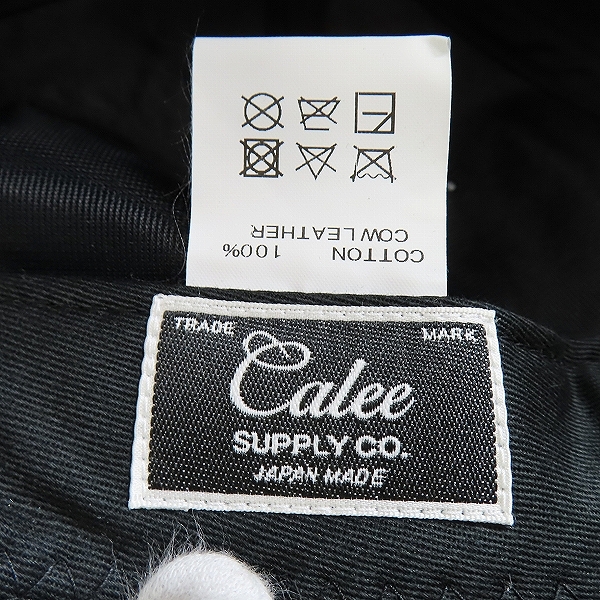 COTTON 100%
COW LEATHER
TRADE MARK
Calee
SUPPLY CO.
JAPAN MADE